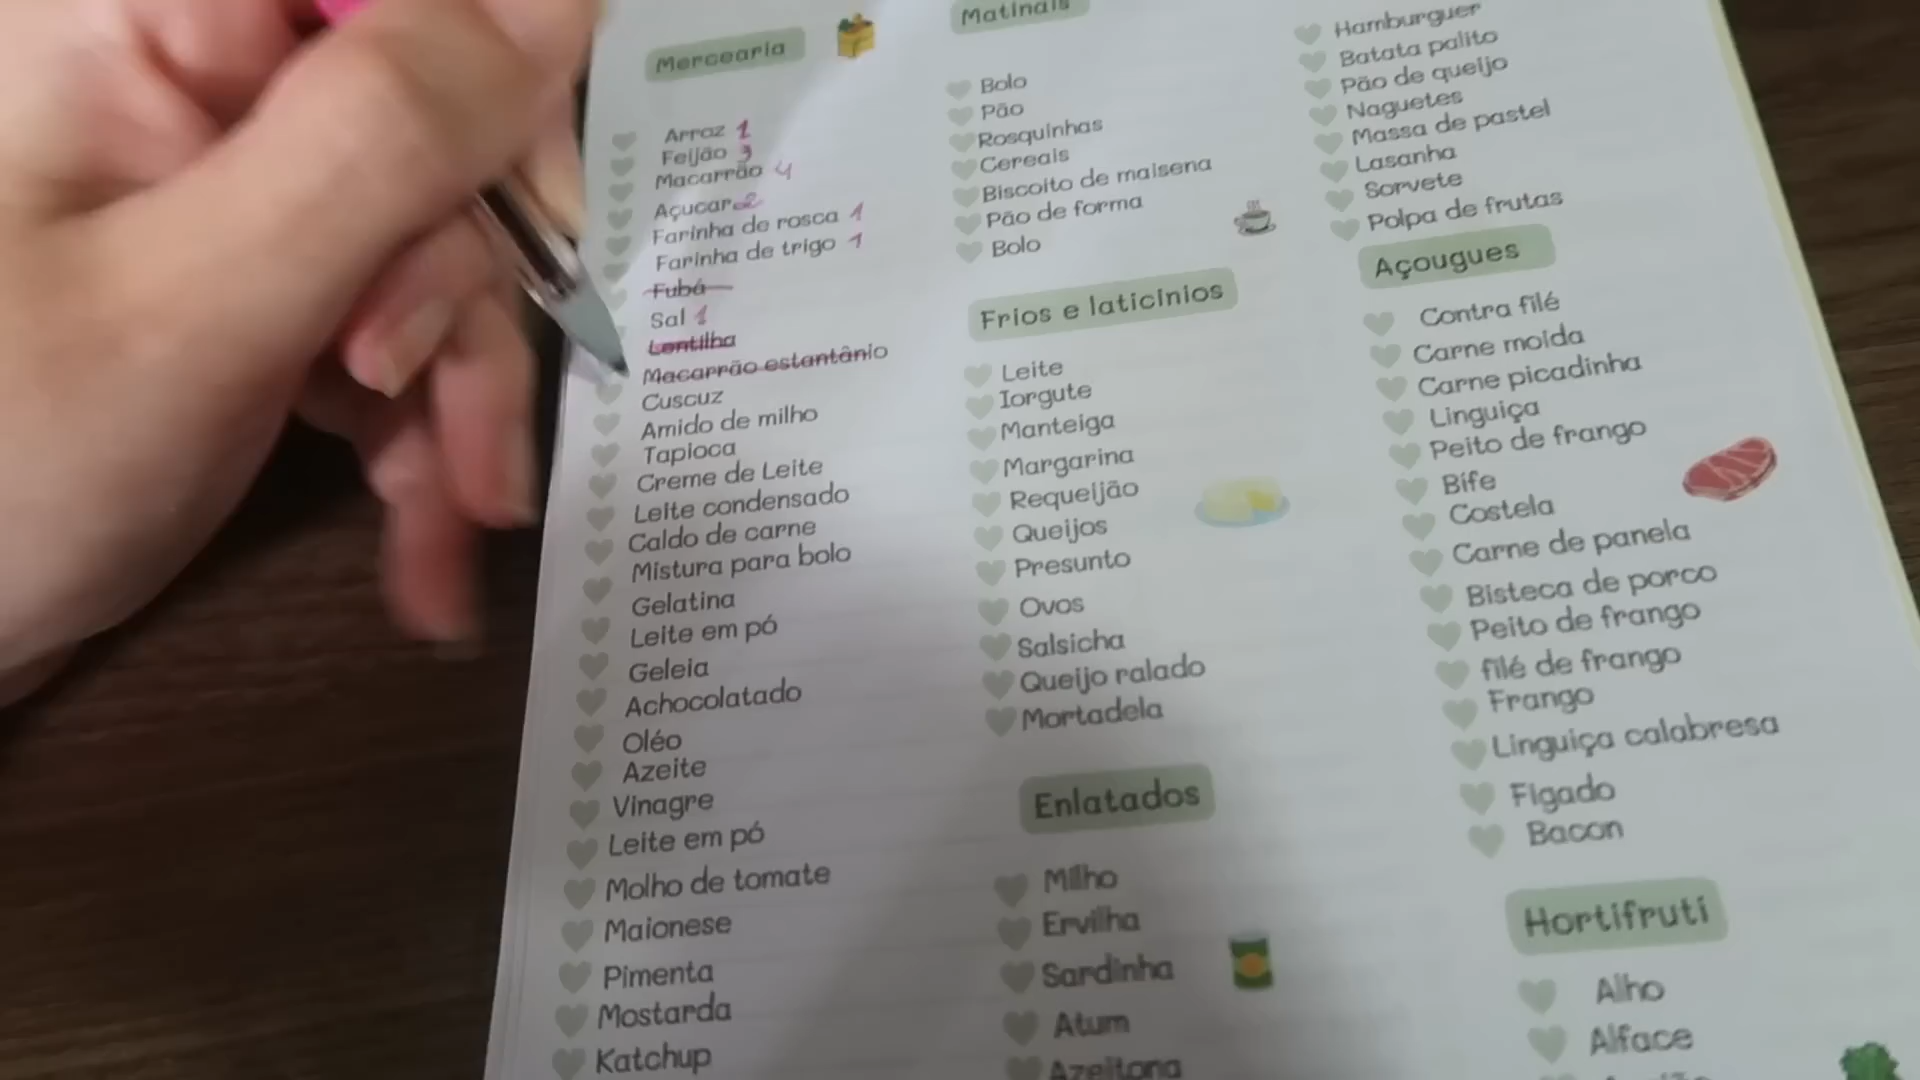 Mercearia
Arroz 1
Feijão 3
Macarrão 4
Açucar 2
Farinha de rosca 1
Farinha de trigo 1
Fubá
Sal 1
Lentilha
Macarrão estantânio
Cuscuz
Amido de milho
Tapioca
Creme de Leite
Leite condensado
Caldo de carne
Mistura para bolo
Gelatina
Leite em pó
Geleia
Achocolatado
Oléo
Azeite
Vinagre
Leite em pó
Molho de tomate
Maionese
Pimenta
Mostarda
Katchup
Matinais
Bolo
Pão
Rosquinhas
Cereais
Biscoito de maisena
Pão de forma
Bolo
Frios e laticínios
Leite
Iorgute
Manteiga
Margarina
Requeijão
Queijos
Presunto
Ovos
Salsicha
Queijo ralado
Mortadela
Enlatados
Milho
Ervilha
Sardinha
Atum
Azeitona
Hamburguer
Batata palito
Pão de queijo
Naguetes
Massa de pastel
Lasanha
Sorvete
Polpa de frutas
Açougues
Contra filé
Carne moida
Carne picadinha
Linguiça
Peito de frango
Bife
Costela
Carne de panela
Bisteca de porco
Peito de frango
filé de frango
Frango
Linguiça calabresa
Figado
Bacon
Hortifruti
Alho
Alface